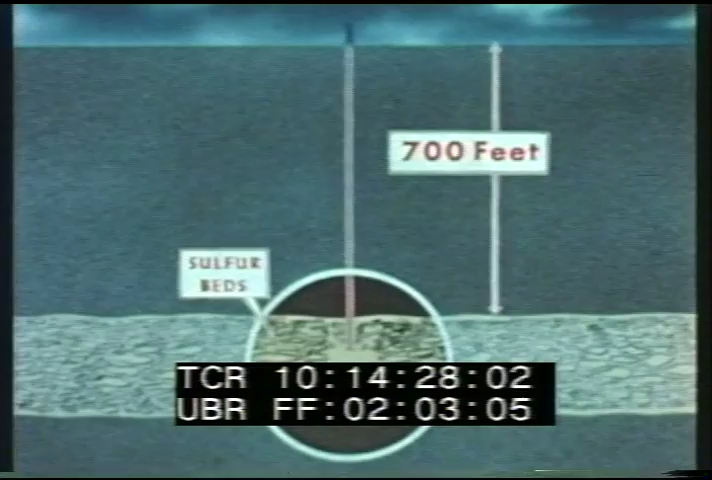 700 Feet
SULFUR
BEDS
TCR 10:14:28:02
UBR FF:02:03:05